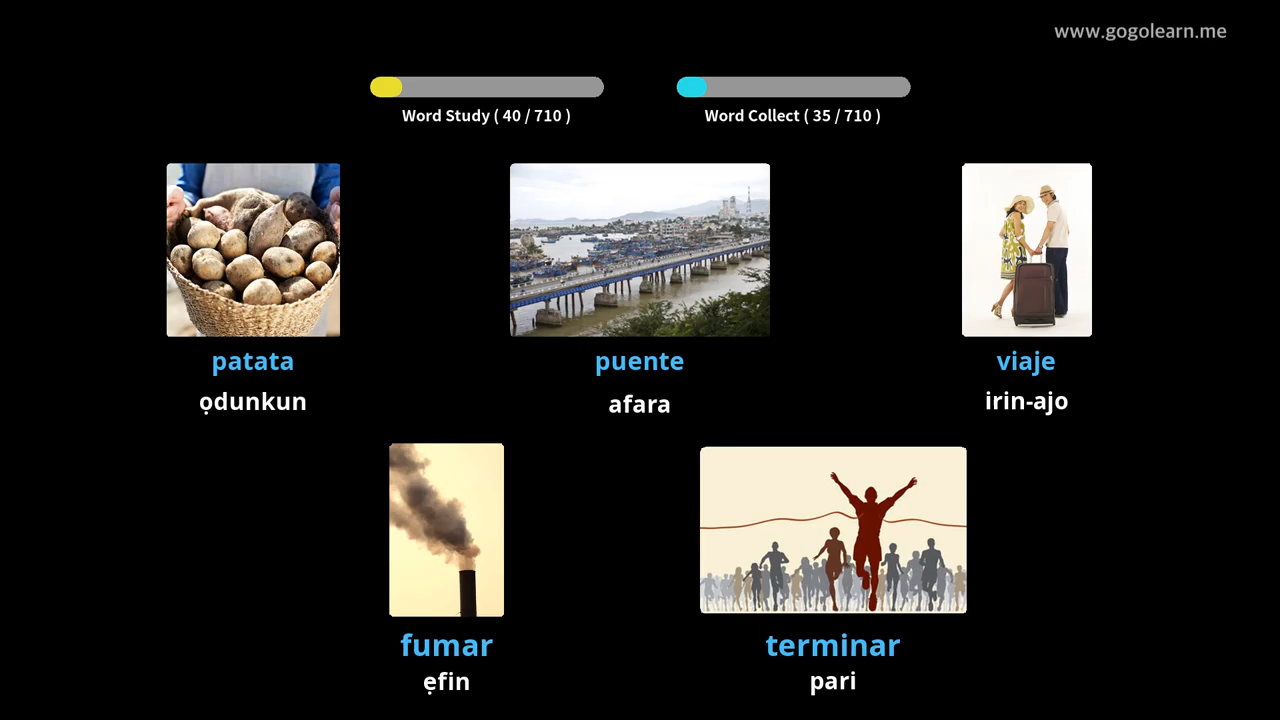 www.gogolearn.me
Word Study ( 40 / 710 )
Word Collect ( 35 / 710 )
patata
ọdunkun
puente
afara
viaje
irin-ajo
fumar
ẹfin
terminar
pari